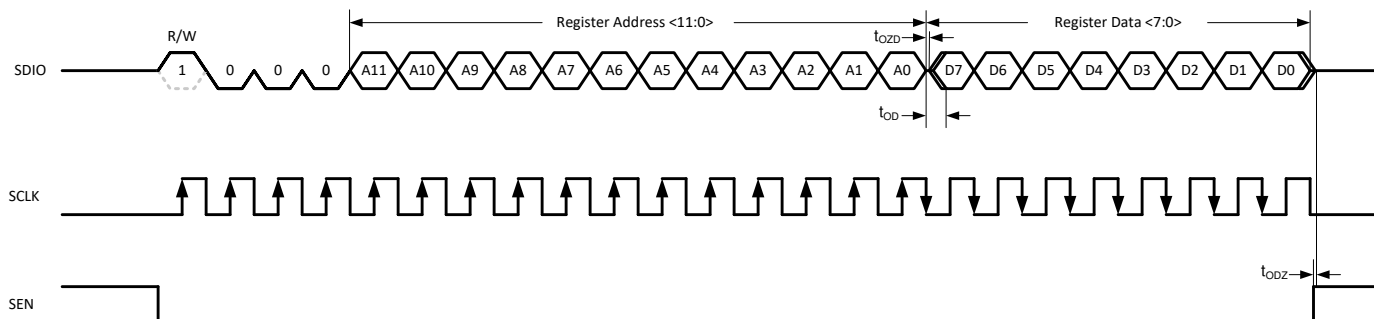 Register Address <11:0> Register Data <7:0>
R/W tOZD
SDIO 1 0 0 0 A11 A10 A9 A8 A7 A6 A5 A4 A3 A2 A1 A0 D7 D6 D5 D4 D3 D2 D1 D0
tOD
SCLK
tODZ
SEN